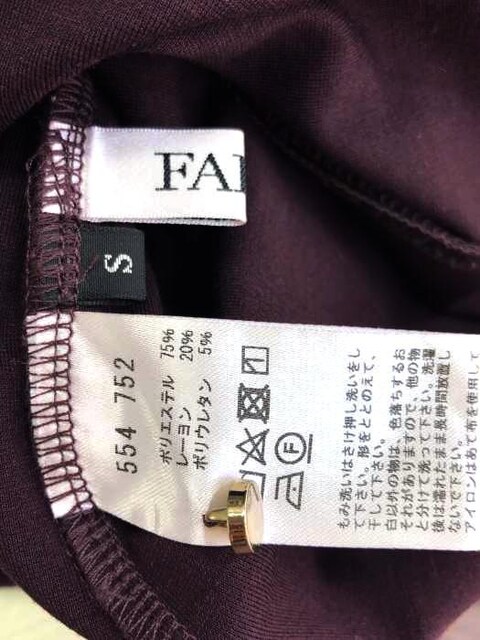 FA
S
554 752
ポリエステル 75%
レーヨン 20%
ポリウレタン 5%
F
もみ洗いはさけ押し洗いをし
て下さい。形をととのえて、
干して下さい。
白以外の物は、色落ちするお
それがありますので、他の物
と分けて洗って下さい。洗濯
後は濡れたまま長時間放置し
ないで下さい。
アイロンはあて布を使用して